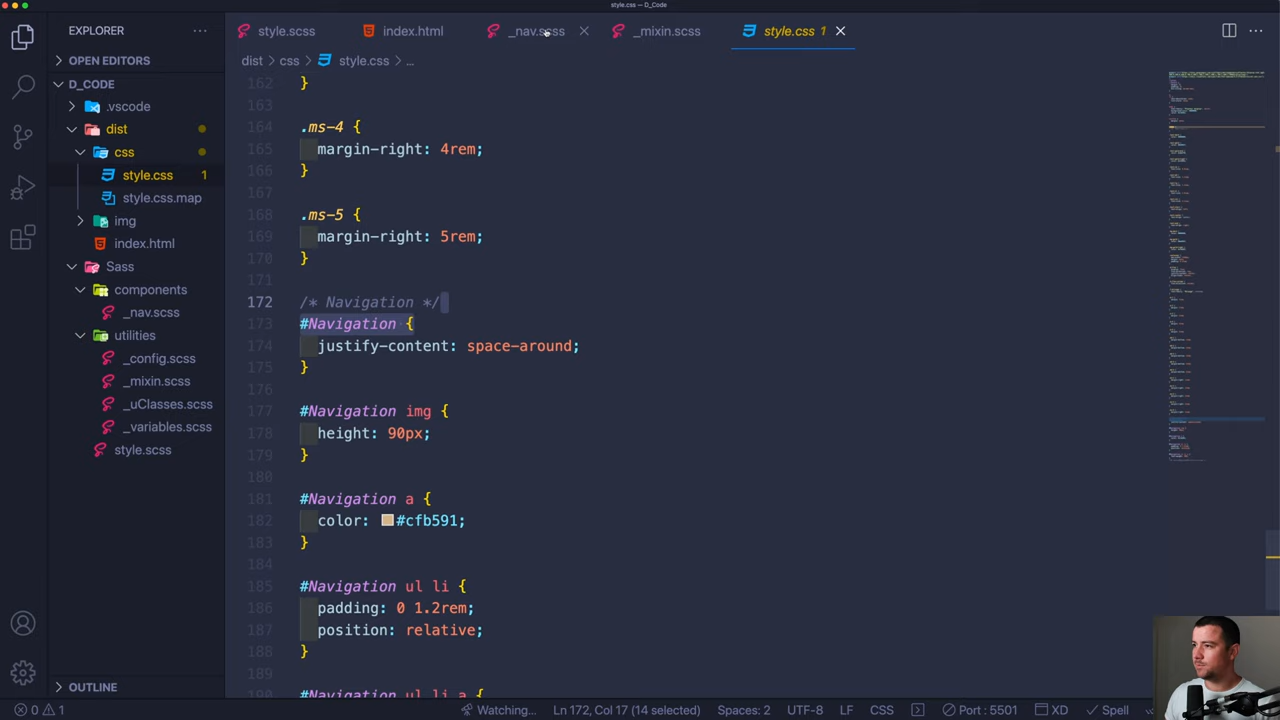 style.css — D_Code
EXPLORER
OPEN EDITORS
D_CODE
.vscode
dist
css
style.css 1
style.css.map
img
index.html
Sass
components
_nav.scss
utilities
_config.scss
_mixin.scss
_uClasses.scss
_variables.scss
style.scss
OUTLINE
style.scss index.html _nav.scss _mixin.scss style.css 1
dist > css > style.css > ...
162 }
163
164 .ms-4 {
165 margin-right: 4rem;
166 }
167
168 .ms-5 {
169 margin-right: 5rem;
170 }
171
172 /* Navigation */
173 #Navigation {
174 justify-content: space-around;
175 }
176
177 #Navigation img {
178 height: 90px;
179 }
180
181 #Navigation a {
182 color: #cfb591;
183 }
184
185 #Navigation ul li {
186 padding: 0 1.2rem;
187 position: relative;
188 }
189
190 #Navigation ul li a {
0 1 Watching... Ln 172, Col 17 (14 selected) Spaces: 2 UTF-8 LF CSS Port : 5501 XD Spell